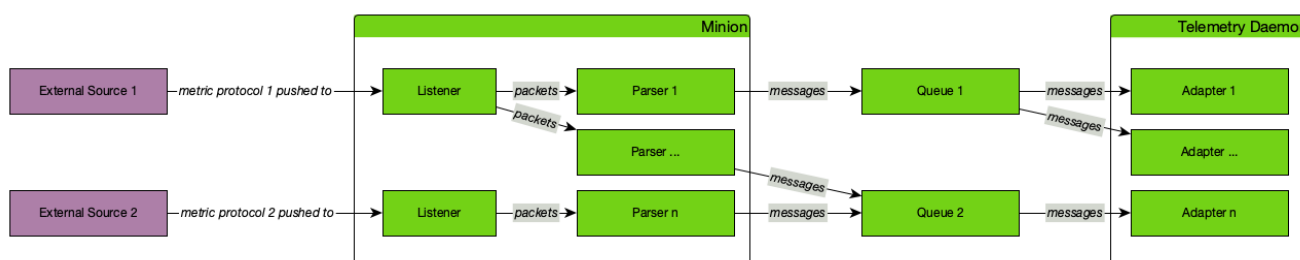 Minion
Telemetry Daemo
External Source 1
metric protocol 1 pushed to
Listener
packets
Parser 1
messages
Queue 1
messages
Adapter 1
packets
messages
Parser ...
Adapter ...
messages
External Source 2
metric protocol 2 pushed to
Listener
packets
Parser n
messages
Queue 2
messages
Adapter n